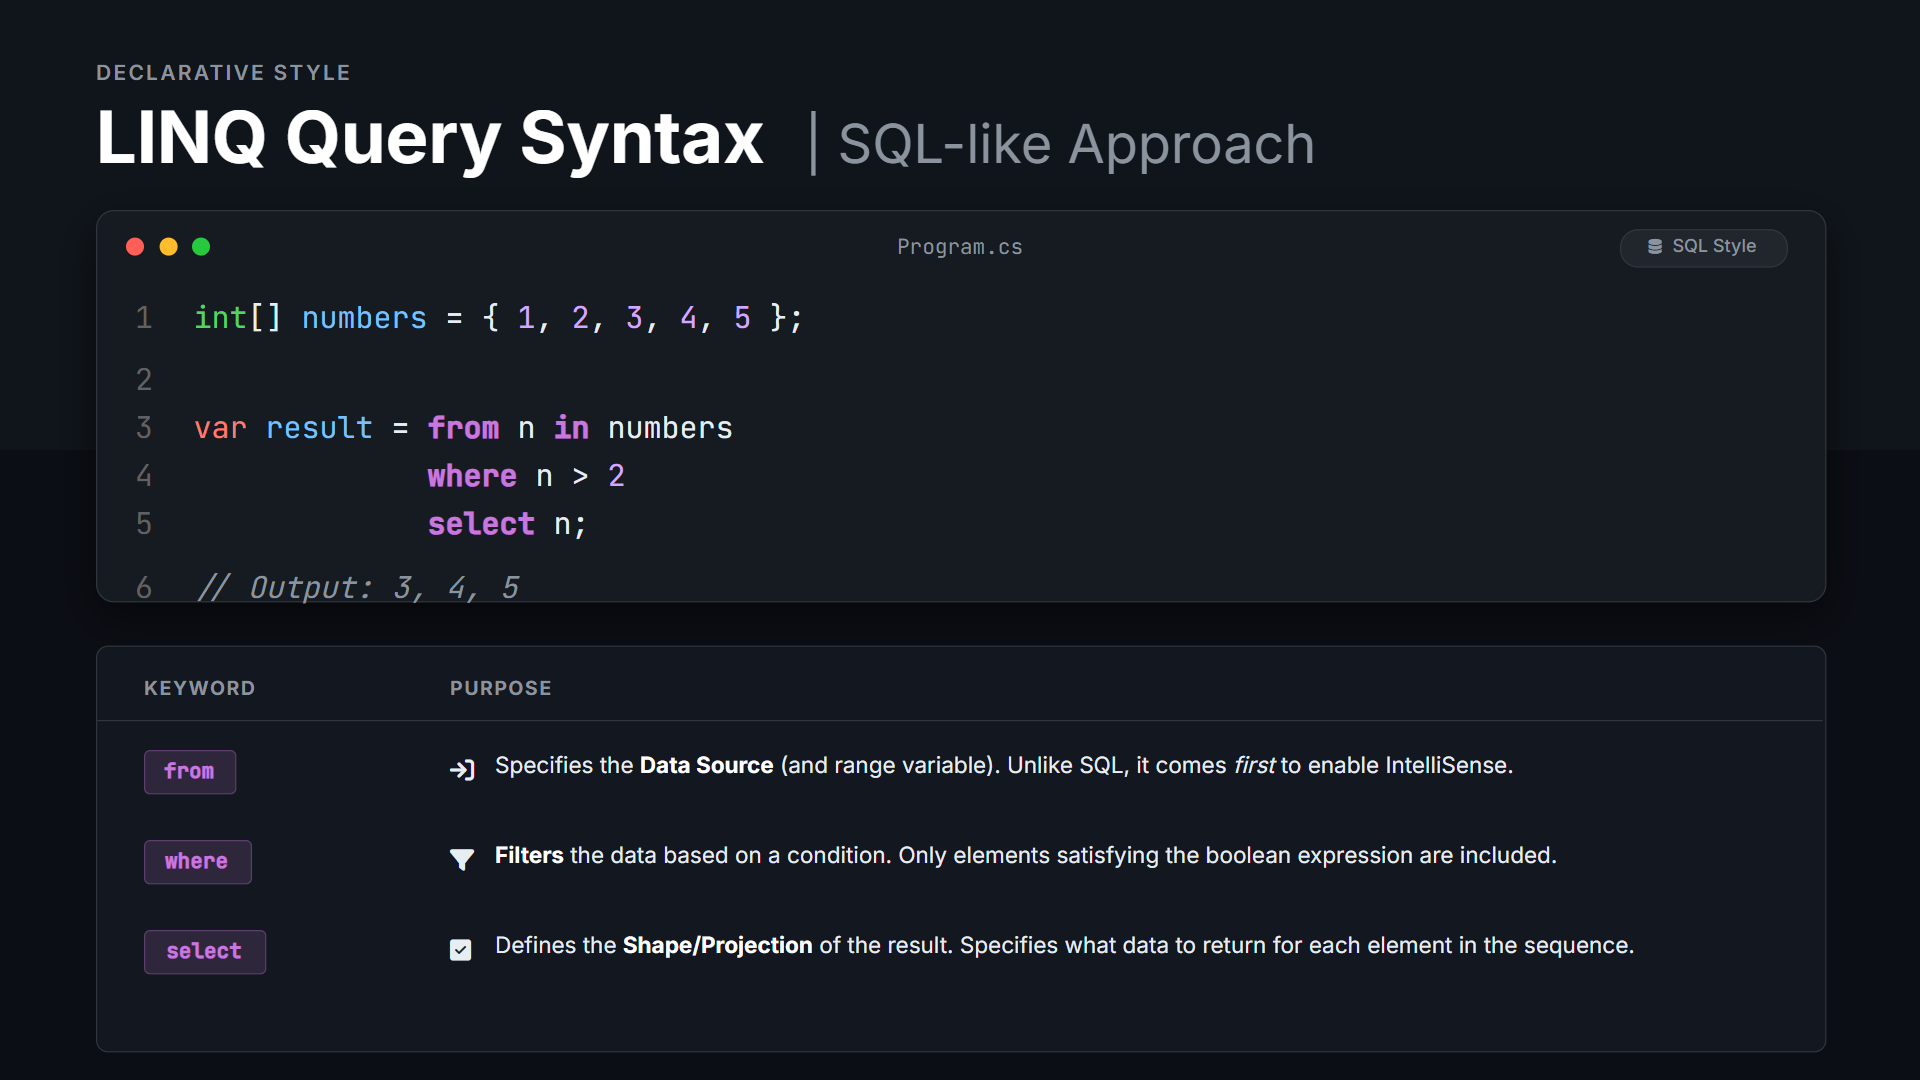 DECLARATIVE STYLE
LINQ Query Syntax | SQL-like Approach
Program.cs
SQL Style
1 int[] numbers = { 1, 2, 3, 4, 5 };
2
3 var result = from n in numbers
4 where n > 2
5 select n;
6 // Output: 3, 4, 5
KEYWORD PURPOSE
from Specifies the Data Source (and range variable). Unlike SQL, it comes first to enable IntelliSense.
where Filters the data based on a condition. Only elements satisfying the boolean expression are included.
select Defines the Shape/Projection of the result. Specifies what data to return for each element in the sequence.